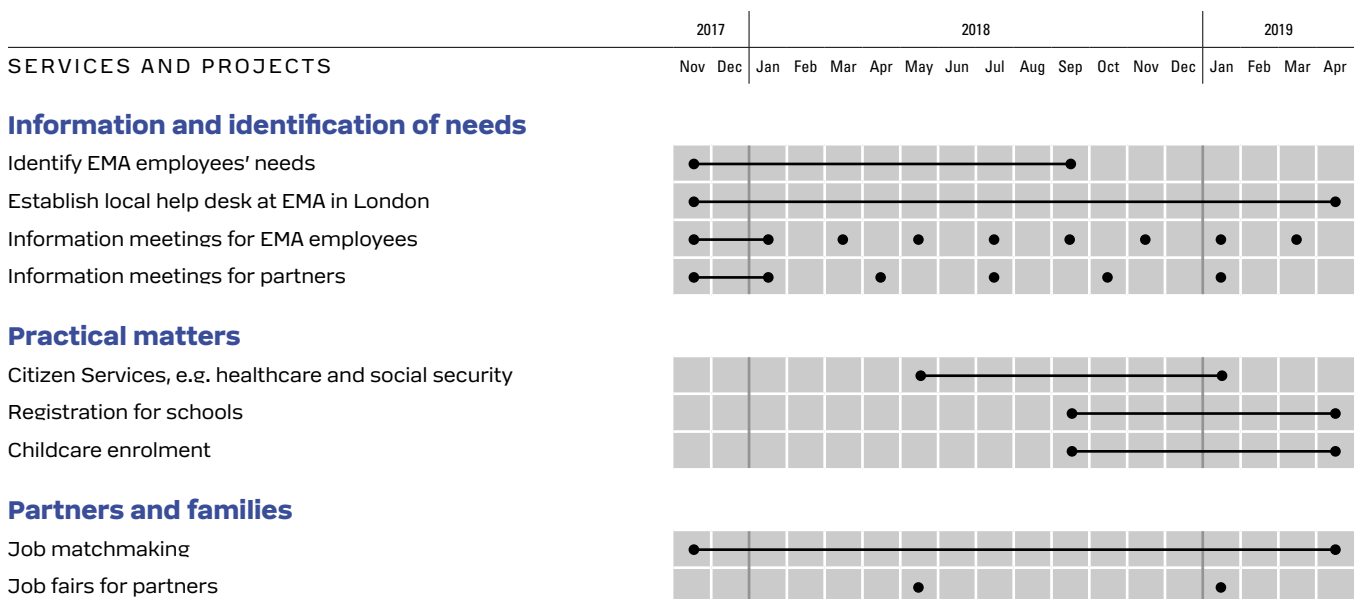 2017 2018 2019
SERVICES AND PROJECTS Nov Dec Jan Feb Mar Apr May Jun Jul Aug Sep Oct Nov Dec Jan Feb Mar Apr
Information and identification of needs
Identify EMA employees’ needs
Establish local help desk at EMA in London
Information meetings for EMA employees
Information meetings for partners
Practical matters
Citizen Services, e.g. healthcare and social security
Registration for schools
Childcare enrolment
Partners and families
Job matchmaking
Job fairs for partners